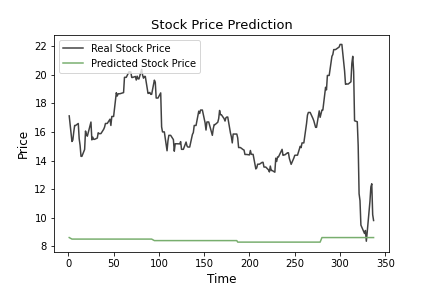 Stock Price Prediction
Real Stock Price
Predicted Stock Price
Price
22
20
18
16
14
12
10
8
0 50 100 150 200 250 300 350
Time